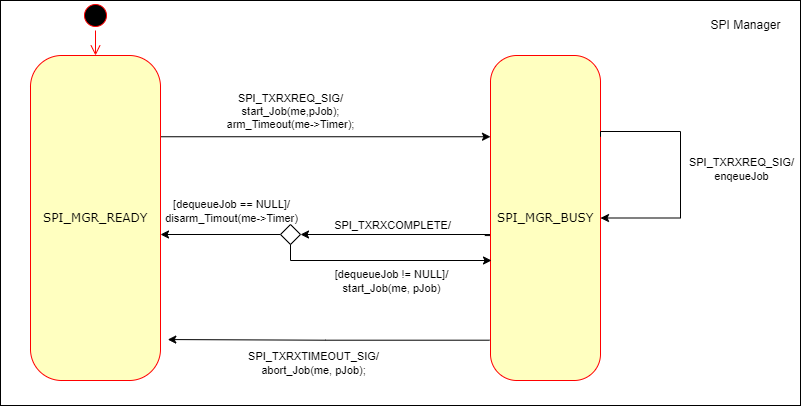 SPI Manager
SPI_TXRXREQ_SIG/
start_Job(me,pJob);
arm_Timeout(me->Timer);
SPI_TXRXREQ_SIG/
enqeueJob
[dequeueJob == NULL]/
disarm_Timout(me->Timer)
SPI_MGR_READY
SPI_TXRXCOMPLETE/
SPI_MGR_BUSY
[dequeueJob != NULL]/
start_Job(me, pJob)
SPI_TXRXTIMEOUT_SIG/
abort_Job(me, pJob);